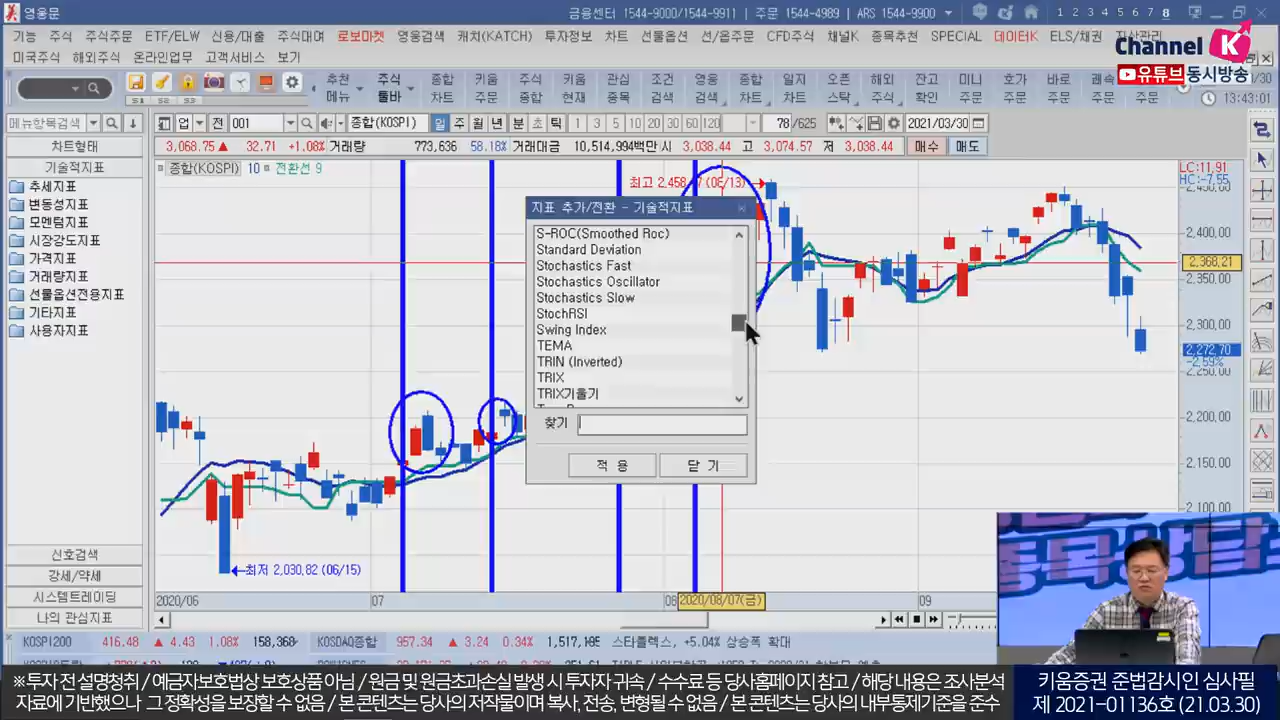 영웅문
금융센터 1544-9000/1544-9911 | 주문 1544-4989 | ARS 1544-9900
1 2 3 4 5 6 7 8
기능 주식 주식주문 ETF/ELW 신용/대출 주식대여 로보마켓 영웅검색 캐치(KATCH) 투자정보 차트 선물옵션 선/옵주문 CFD주식 채널K 종목추천 SPECIAL 데이터K ELS/채권 자산관리
미국주식 해외주식 온라인업무 고객서비스 보기
Channel K
유튜브 동시방송
추천 메뉴
주식 툴바
종합 차트
키움 주문
주식 종합
키움 현재
관심 종목
조건 검색
영웅 검색
종합 차트
일지 차트
오픈 스탁
해외 주식
잔고 확인
미니 주문
호가 주문
바로 주문
쾌속 주문
주문
S1 S2 S3
13:43:01
메뉴항목검색
업 전 001 종합(KOSPI) 일 주 월 년 분 초 틱 1 3 5 10 20 30 60 120 78 /625 2021/03/30
차트형태
3,068.75 ▲ 32.71 +1.08% 거래량 773,636 58.18% 거래대금 10,514,994백만 시 3,038.44 고 3,074.57 저 3,038.44 매수 매도
기술적지표
종합(KOSPI) 10 전환선 9
LC:11,91
HC:-7,55
추세지표
변동성지표
모멘텀지표
시장강도지표
가격지표
거래량지표
선물옵션전용지표
기타지표
사용자지표
지표 추가/전환 - 기술적지표
S-ROC(Smoothed Roc)
Standard Deviation
Stochastics Fast
Stochastics Oscillator
Stochastics Slow
StochRSI
Swing Index
TEMA
TRIN (Inverted)
TRIX
TRIX기울기
찾기
적 용
닫 기
2,450.00
2,400.00
2,368.21
2,350.00
2,300.00
2,272.70
-2.59%
2,250.00
2,200.00
2,150.00
2,100.00
최저 2,030.82 (06/15)
신호검색
강세/약세
시스템트레이딩
나의 관심지표
2020/06 07 08 2020/08/07(금) 09
KOSPI200 416.48 ▲ 4.43 1.08% 158,368 KOSDAQ종합 957.34 ▲ 3.24 0.34% 스타플렉스, +5.04% 상승폭 확대
※ 투자 전 설명청취 / 예금자보호법상 보호상품 아님 / 원금 및 원금초과손실 발생 시 투자자 귀속 / 수수료 등 당사홈페이지 참고 / 해당 내용은 조사분석
자료에 기반했으나 그 정확성을 보장할 수 없음 / 본 콘텐츠는 당사의 저작물이며 복사, 전송, 변형될 수 없음 / 본 콘텐츠는 당사의 내부통제기준을 준수
키움증권 준법감시인 심사필
제 2021-01136호 (21.03.30)